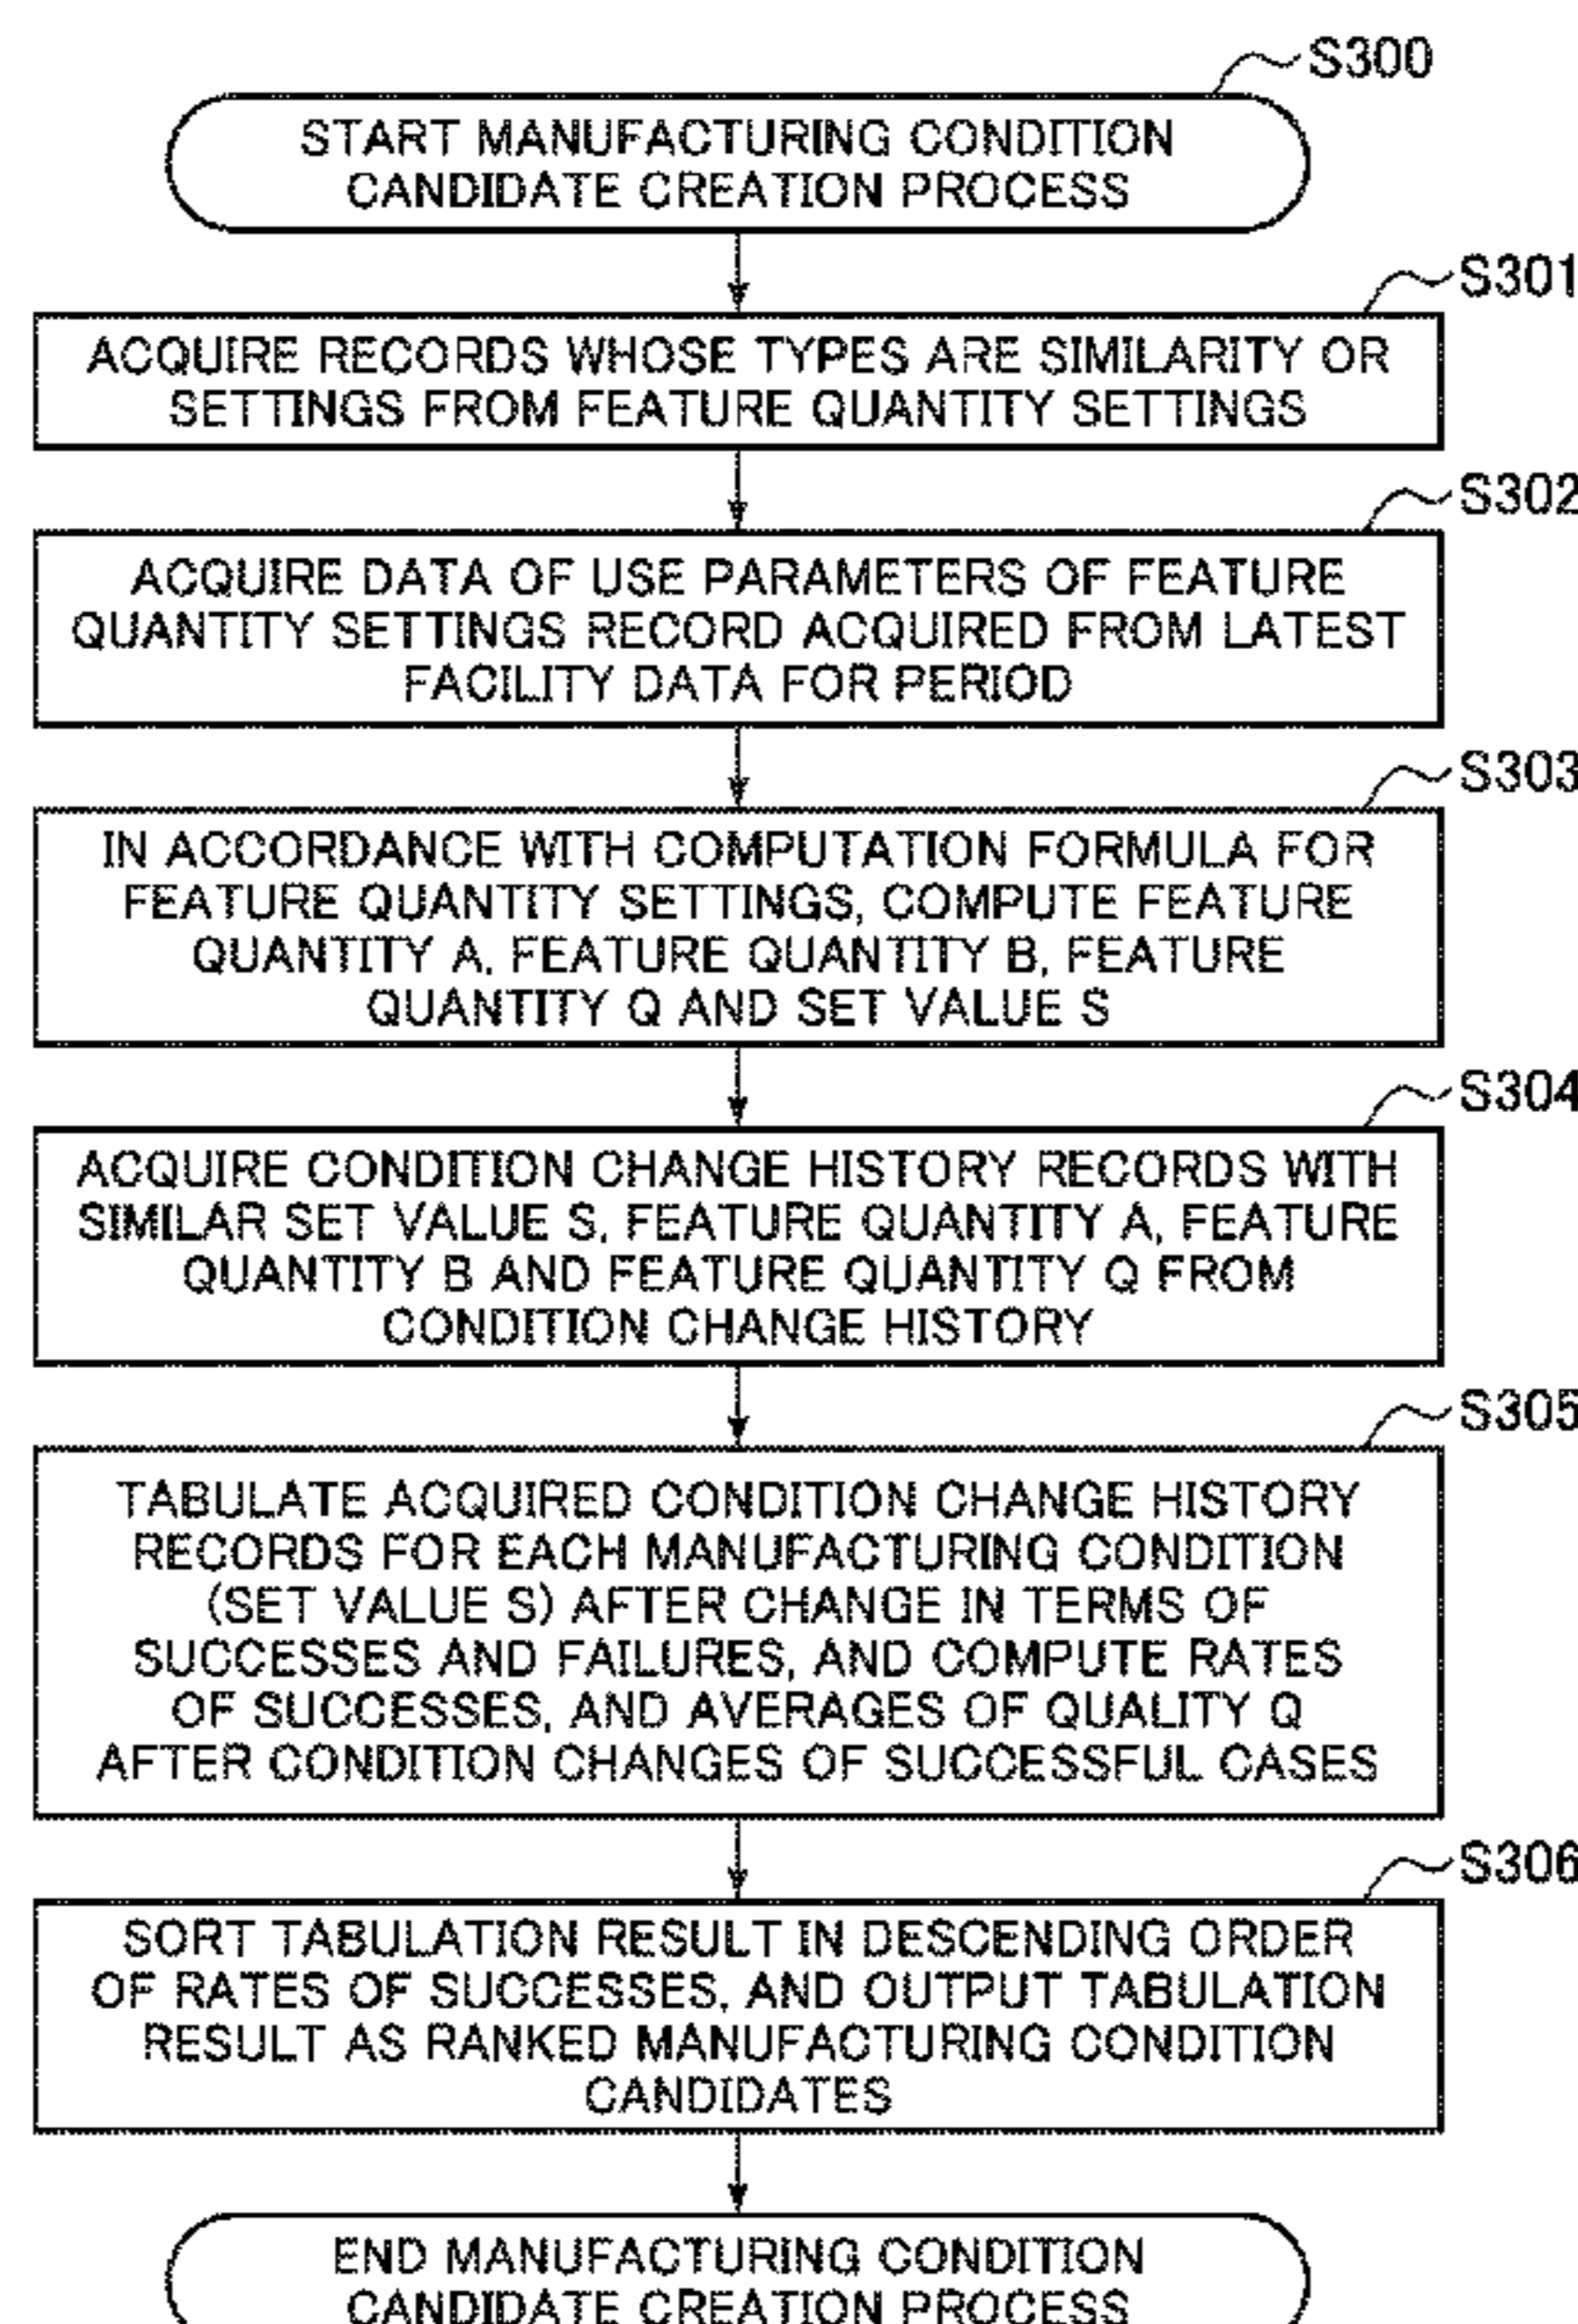 S300
START MANUFACTURING CONDITION
CANDIDATE CREATION PROCESS
S301
ACQUIRE RECORDS WHOSE TYPES ARE SIMILARITY OR
SETTINGS FROM FEATURE QUANTITY SETTINGS
S302
ACQUIRE DATA OF USE PARAMETERS OF FEATURE
QUANTITY SETTINGS RECORD ACQUIRED FROM LATEST
FACILITY DATA FOR PERIOD
S303
IN ACCORDANCE WITH COMPUTATION FORMULA FOR
FEATURE QUANTITY SETTINGS, COMPUTE FEATURE
QUANTITY A, FEATURE QUANTITY B, FEATURE
QUANTITY Q AND SET VALUE S
S304
ACQUIRE CONDITION CHANGE HISTORY RECORDS WITH
SIMILAR SET VALUE S, FEATURE QUANTITY A, FEATURE
QUANTITY B AND FEATURE QUANTITY Q FROM
CONDITION CHANGE HISTORY
S305
TABULATE ACQUIRED CONDITION CHANGE HISTORY
RECORDS FOR EACH MANUFACTURING CONDITION
(SET VALUE S) AFTER CHANGE IN TERMS OF
SUCCESSES AND FAILURES, AND COMPUTE RATES
OF SUCCESSES, AND AVERAGES OF QUALITY Q
AFTER CONDITION CHANGES OF SUCCESSFUL CASES
S306
SORT TABULATION RESULT IN DESCENDING ORDER
OF RATES OF SUCCESSES, AND OUTPUT TABULATION
RESULT AS RANKED MANUFACTURING CONDITION
CANDIDATES
END MANUFACTURING CONDITION
CANDIDATE CREATION PROCESS